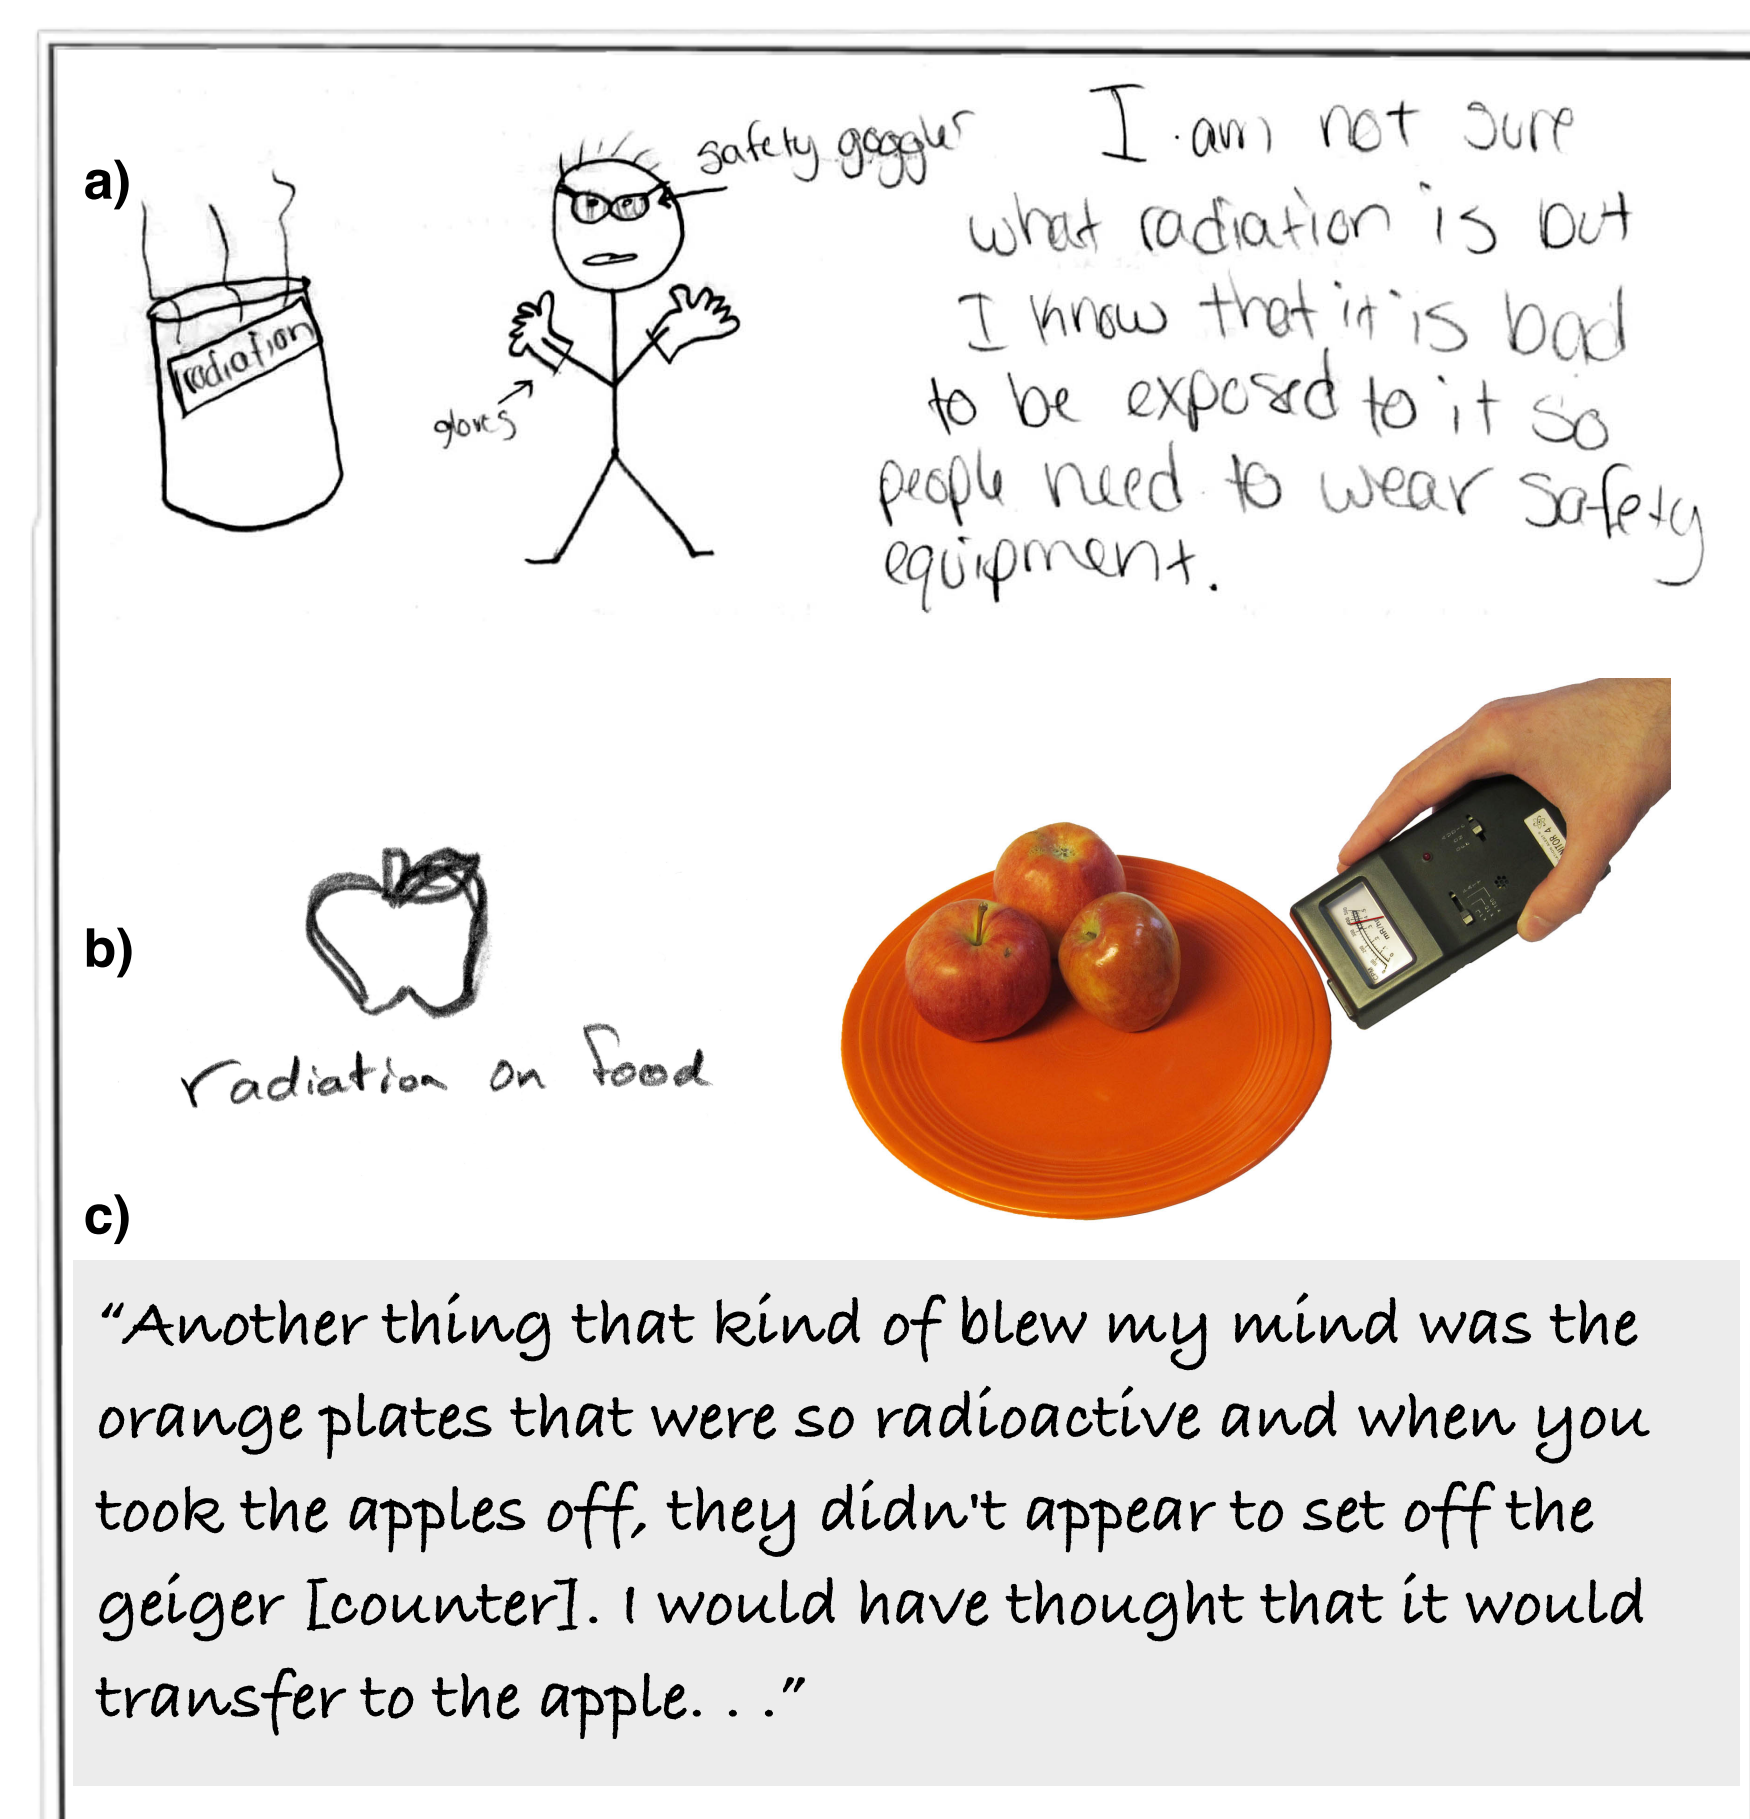 a)
safety goggles
I am not sure
what radiation is but
I know that it is bad
to be exposed to it so
people need to wear safety
equipment.
radiation
gloves
b)
radiation on food
mR/hr
CPM
c)
“Another thing that kind of blew my mind was the
orange plates that were so radioactive and when you
took the apples off, they didn't appear to set off the
geiger [counter]. I would have thought that it would
transfer to the apple. . .”